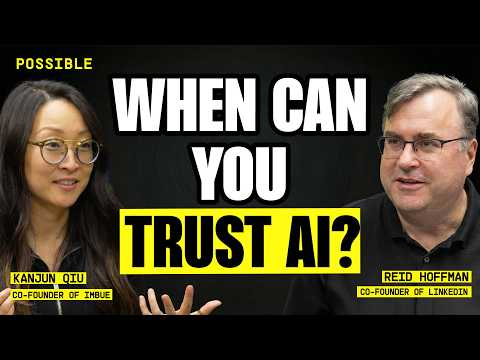 POSSIBLE
WHEN CAN
YOU
TRUST AI?
KANJUN QIU
CO-FOUNDER OF IMBUE
REID HOFFMAN
CO-FOUNDER OF LINKEDIN